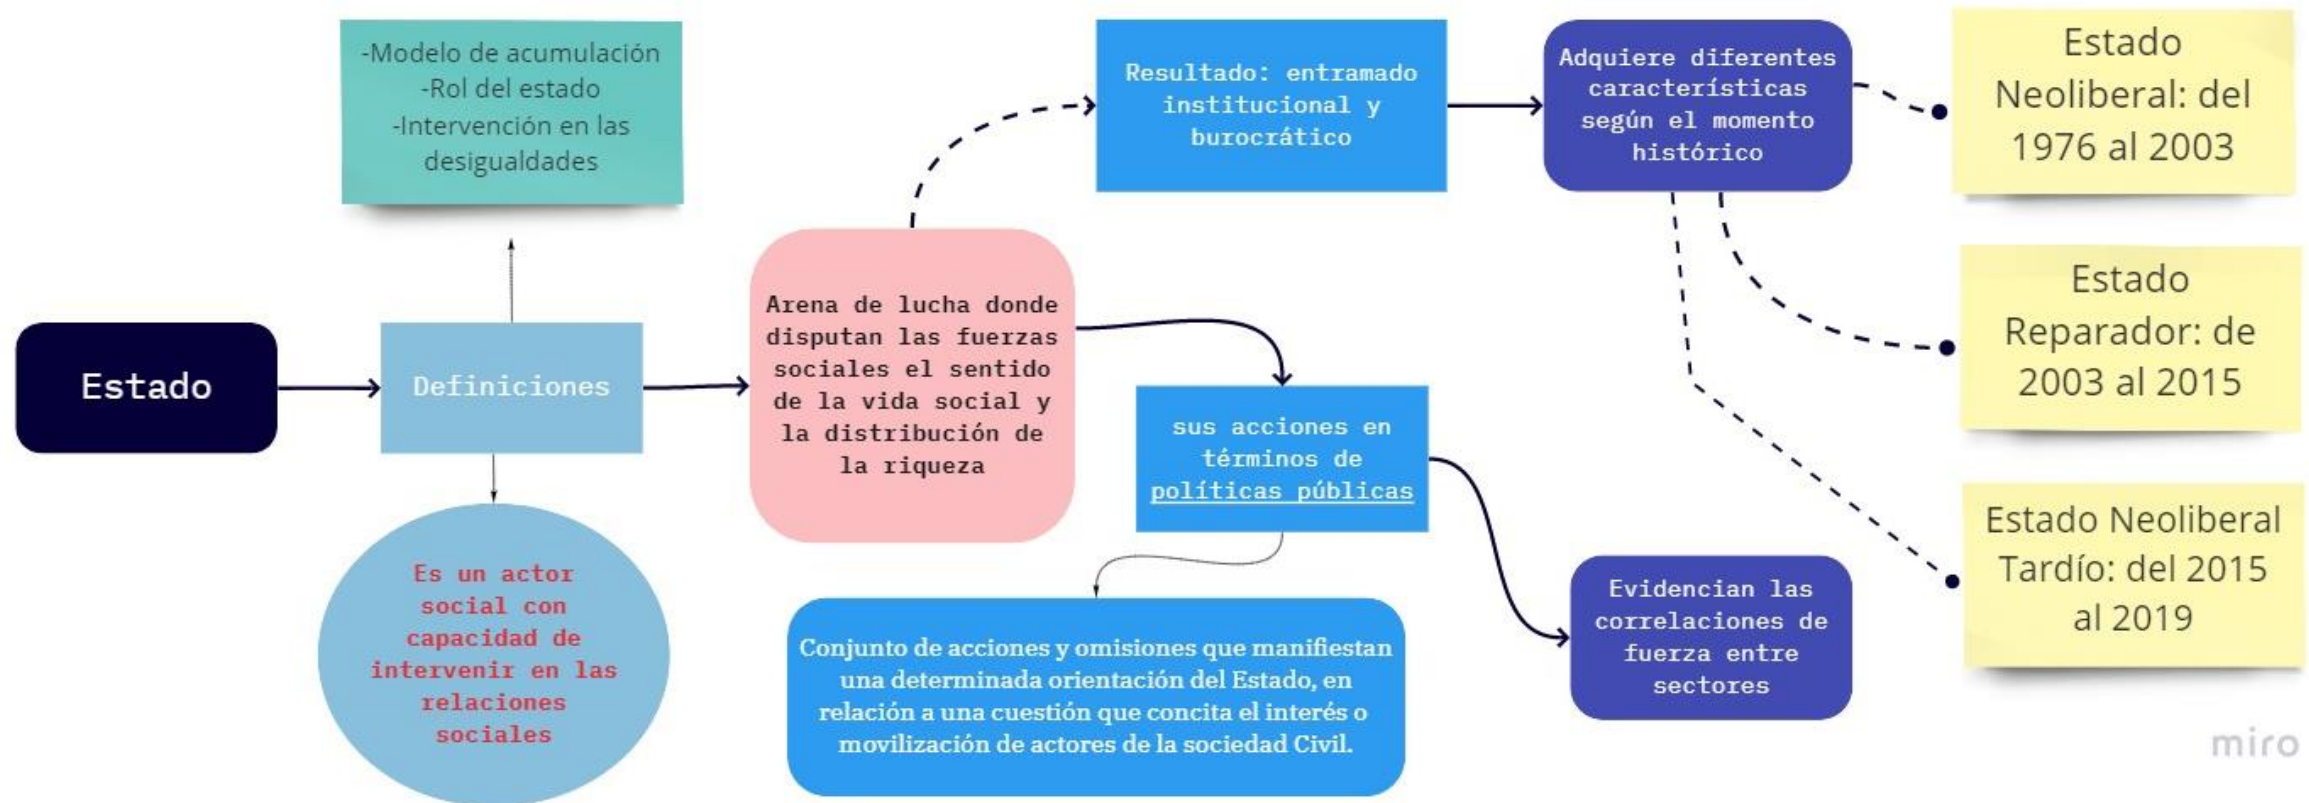 Estado
Definiciones
-Modelo de acumulación
-Rol del estado
-Intervención en las
desigualdades
Es un actor
social con
capacidad de
intervenir en las
relaciones
sociales
Arena de lucha donde
disputan las fuerzas
sociales el sentido
de la vida social y
la distribución de
la riqueza
Resultado: entramado
institucional y
burocrático
Adquiere diferentes
características
según el momento
histórico
Estado
Neoliberal: del
1976 al 2003
Estado
Reparador: de
2003 al 2015
Estado Neoliberal
Tardío: del 2015
al 2019
sus acciones en
términos de
políticas públicas
Conjunto de acciones y omisiones que manifiestan
una determinada orientación del Estado, en
relación a una cuestión que concita el interés o
movilización de actores de la sociedad Civil.
Evidencian las
correlaciones de
fuerza entre
sectores
miro